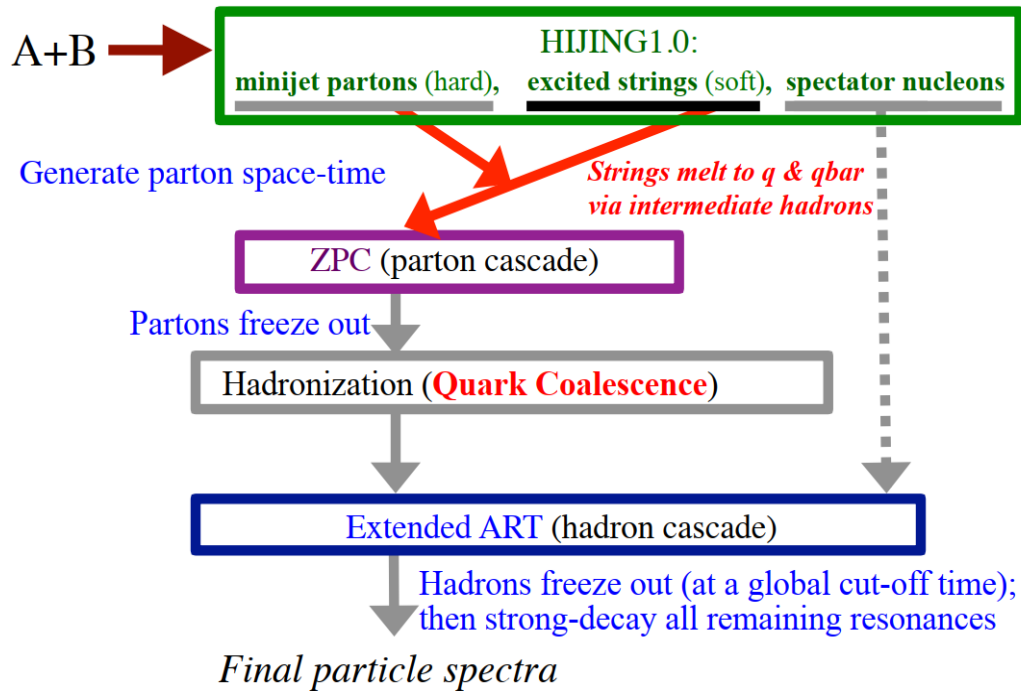 A+B
HIJING1.0:
minijet partons (hard), excited strings (soft), spectator nucleons
Generate parton space-time
Strings melt to q & qbar
via intermediate hadrons
ZPC (parton cascade)
Partons freeze out
Hadronization (Quark Coalescence)
Extended ART (hadron cascade)
Hadrons freeze out (at a global cut-off time);
then strong-decay all remaining resonances
Final particle spectra